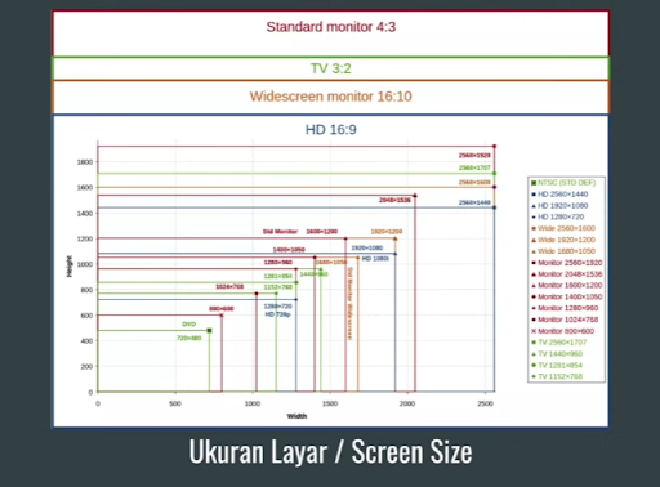 Standard monitor 4:3
TV 3:2
Widescreen monitor 16:10
HD 16:9
2560×1920
2560×1707
2560×1600
2560×1440
2048×1536
Std Monitor 1600×1200
1920×1200
1400×1050
1920×1080
HD 1080i
1280×960
1680×1050
1281×854
1440×960
1024×768
1152×768
1280×720
HD 720p
800×600
DVD
720×480
Std Monitor Wide screen
Height
1800
1600
1400
1200
1000
800
600
400
200
0
0 500 1000 1500 2000 2500
Width
NTSC (STD DEF)
HD 2560×1440
HD 1920×1080
HD 1280×720
Wide 2560×1600
Wide 1920×1200
Wide 1680×1050
Monitor 2560×1920
Monitor 2048×1536
Monitor 1600×1200
Monitor 1400×1050
Monitor 1280×960
Monitor 1024×768
Monitor 800×600
TV 2560×1707
TV 1440×960
TV 1281×854
TV 1152×768
Ukuran Layar / Screen Size